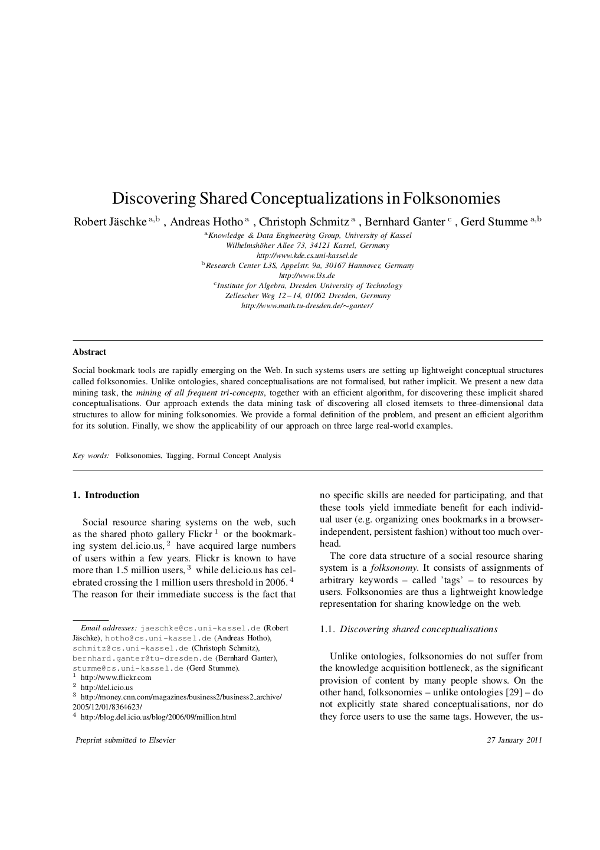 Discovering Shared Conceptualizations in Folksonomies
Robert Jäschke a,b , Andreas Hotho a , Christoph Schmitz a , Bernhard Ganter c , Gerd Stumme a,b
a Knowledge & Data Engineering Group, University of Kassel
Wilhelmshöher Allee 73, 34121 Kassel, Germany
http://www.kde.cs.uni-kassel.de
b Research Center L3S, Appelstr. 9a, 30167 Hannover, Germany
http://www.l3s.de
c Institute for Algebra, Dresden University of Technology
Zellescher Weg 12–14, 01062 Dresden, Germany
http://www.math.tu-dresden.de/~ganter/
Abstract
Social bookmark tools are rapidly emerging on the Web. In such systems users are setting up lightweight conceptual structures
called folksonomies. Unlike ontologies, shared conceptualisations are not formalised, but rather implicit. We present a new data
mining task, the mining of all frequent tri-concepts, together with an efficient algorithm, for discovering these implicit shared
conceptualisations. Our approach extends the data mining task of discovering all closed itemsets to three-dimensional data
structures to allow for mining folksonomies. We provide a formal definition of the problem, and present an efficient algorithm
for its solution. Finally, we show the applicability of our approach on three large real-world examples.
Key words: Folksonomies, Tagging, Formal Concept Analysis
1. Introduction
Social resource sharing systems on the web, such
as the shared photo gallery Flickr 1 or the bookmark-
ing system del.icio.us, 2 have acquired large numbers
of users within a few years. Flickr is known to have
more than 1.5 million users, 3 while del.icio.us has cel-
ebrated crossing the 1 million users threshold in 2006. 4
The reason for their immediate success is the fact that
Email addresses: jaeschke@cs.uni-kassel.de (Robert
Jäschke), hotho@cs.uni-kassel.de (Andreas Hotho),
schmitz@cs.uni-kassel.de (Christoph Schmitz),
bernhard.ganter@tu-dresden.de (Bernhard Ganter),
stumme@cs.uni-kassel.de (Gerd Stumme).
1 http://www.flickr.com
2 http://del.icio.us
3 http://money.cnn.com/magazines/business2/business2_archive/
2005/12/01/8364623/
4 http://blog.del.icio.us/blog/2006/09/million.html
no specific skills are needed for participating, and that
these tools yield immediate benefit for each individ-
ual user (e.g. organizing ones bookmarks in a browser-
independent, persistent fashion) without too much over-
head.
The core data structure of a social resource sharing
system is a folksonomy. It consists of assignments of
arbitrary keywords – called 'tags' – to resources by
users. Folksonomies are thus a lightweight knowledge
representation for sharing knowledge on the web.
1.1. Discovering shared conceptualisations
Unlike ontologies, folksonomies do not suffer from
the knowledge acquisition bottleneck, as the significant
provision of content by many people shows. On the
other hand, folksonomies – unlike ontologies [29] – do
not explicitly state shared conceptualisations, nor do
they force users to use the same tags. However, the us-
Preprint submitted to Elsevier
27 January 2011